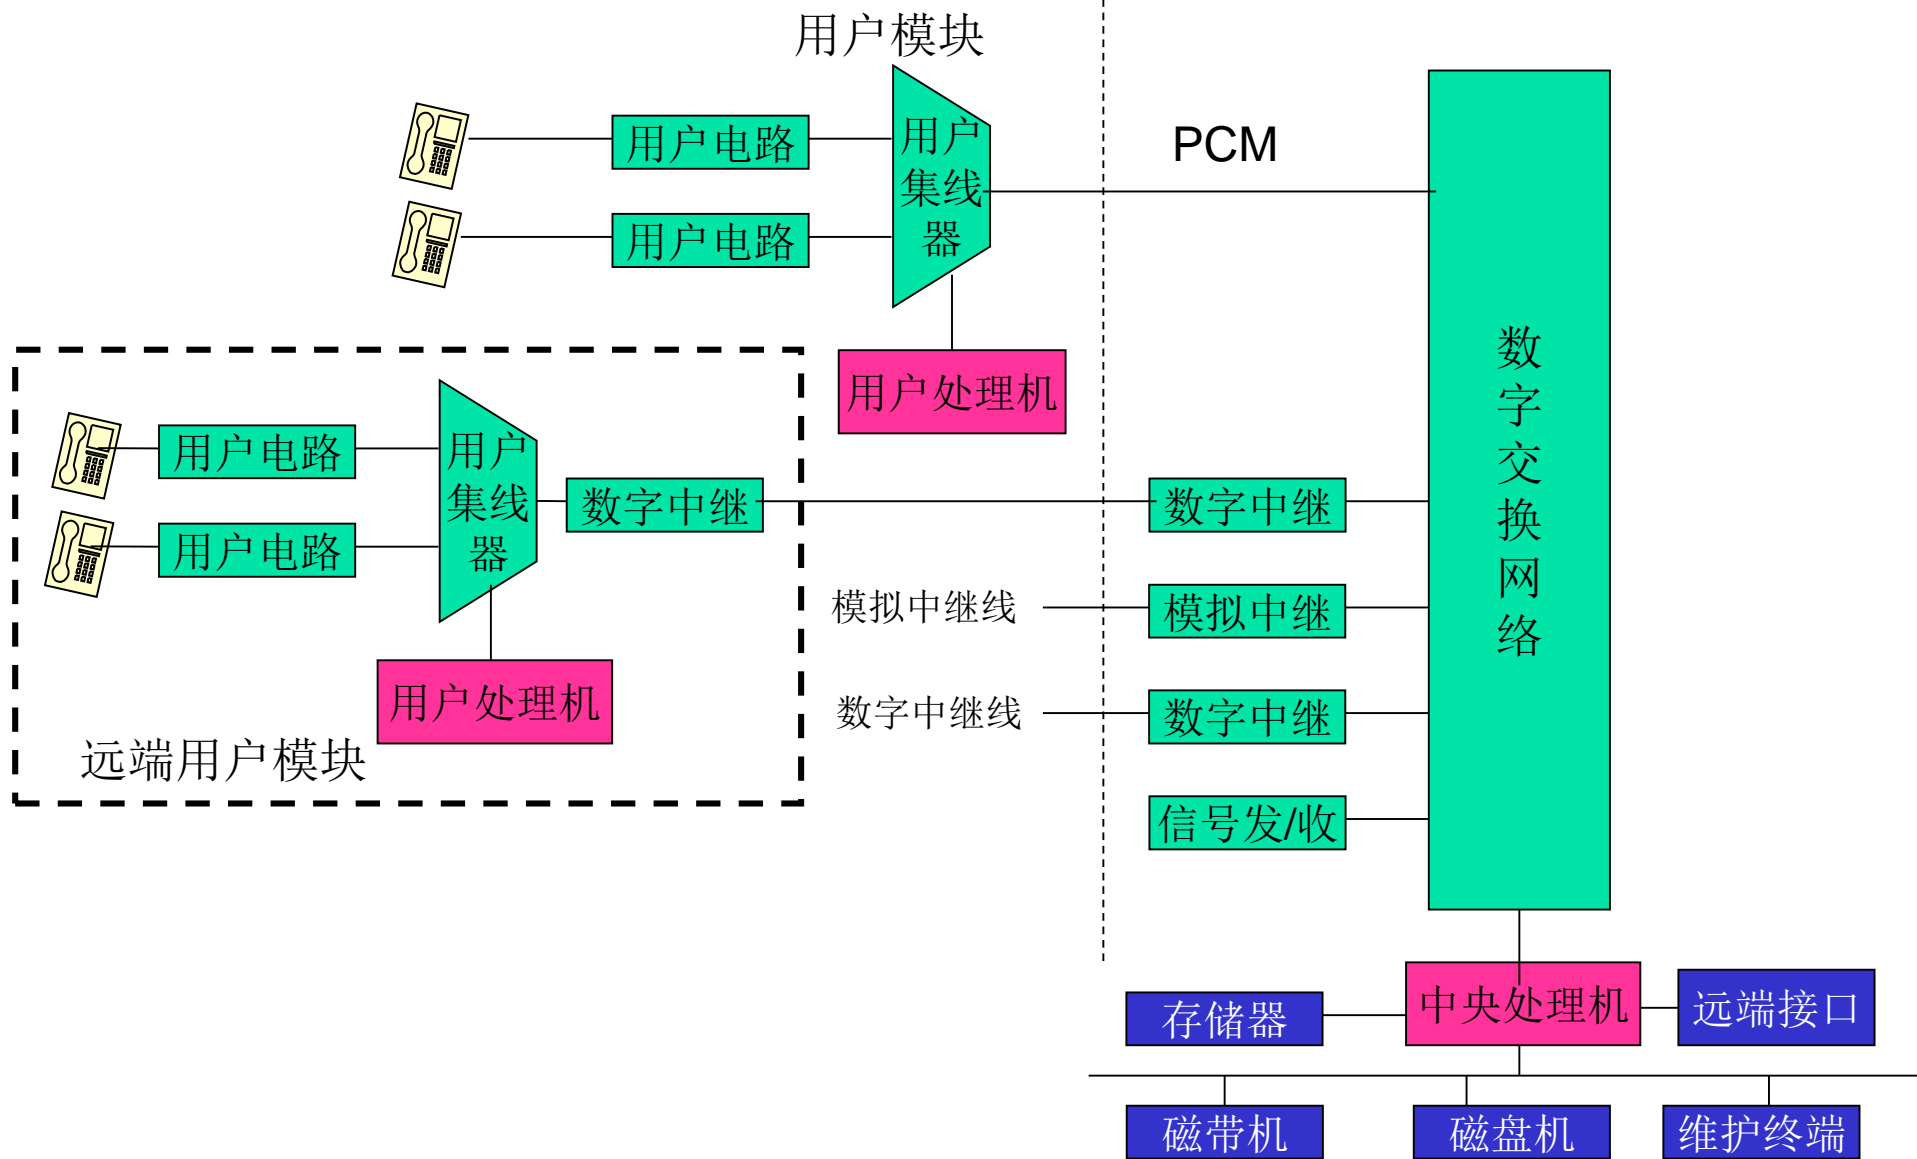 用户模块
用户电路
用户
集线
器
PCM
用户电路
用户处理机
用户电路
用户
集线
器
数字中继
用户电路
用户处理机
远端用户模块
数字中继
模拟中继线
模拟中继
数字中继线
数字中继
信号发/收
数
字
交
换
网
络
存储器
中央处理机
远端接口
磁带机
磁盘机
维护终端